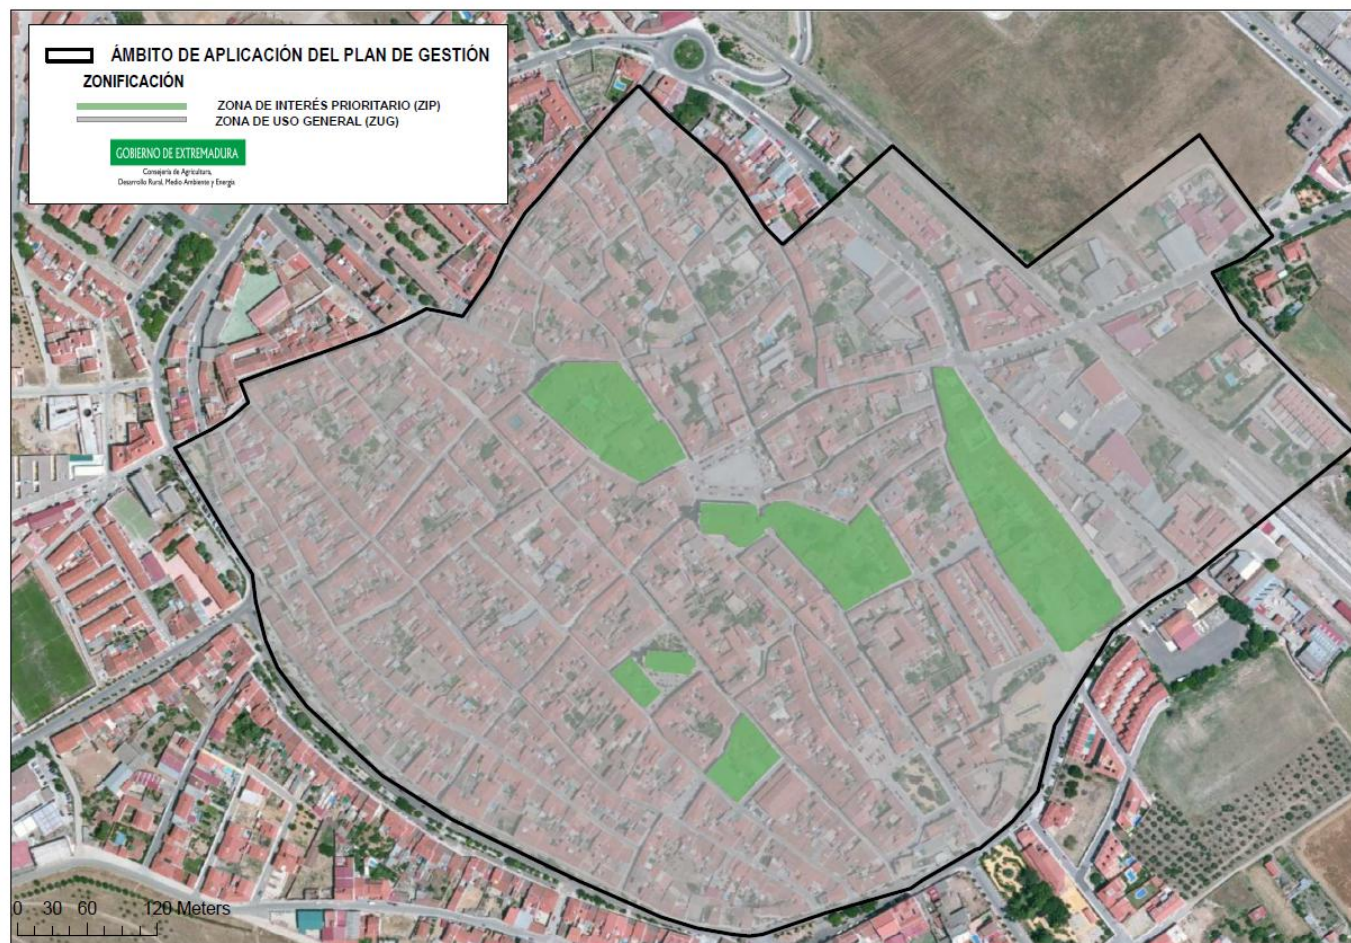 ÁMBITO DE APLICACIÓN DEL PLAN DE GESTIÓN
ZONIFICACIÓN
ZONA DE INTERÉS PRIORITARIO (ZIP)
ZONA DE USO GENERAL (ZUG)
GOBIERNO DE EXTREMADURA
Consejería de Agricultura,
Desarrollo Rural, Medio Ambiente y Energía
0 30 60 120 Meters